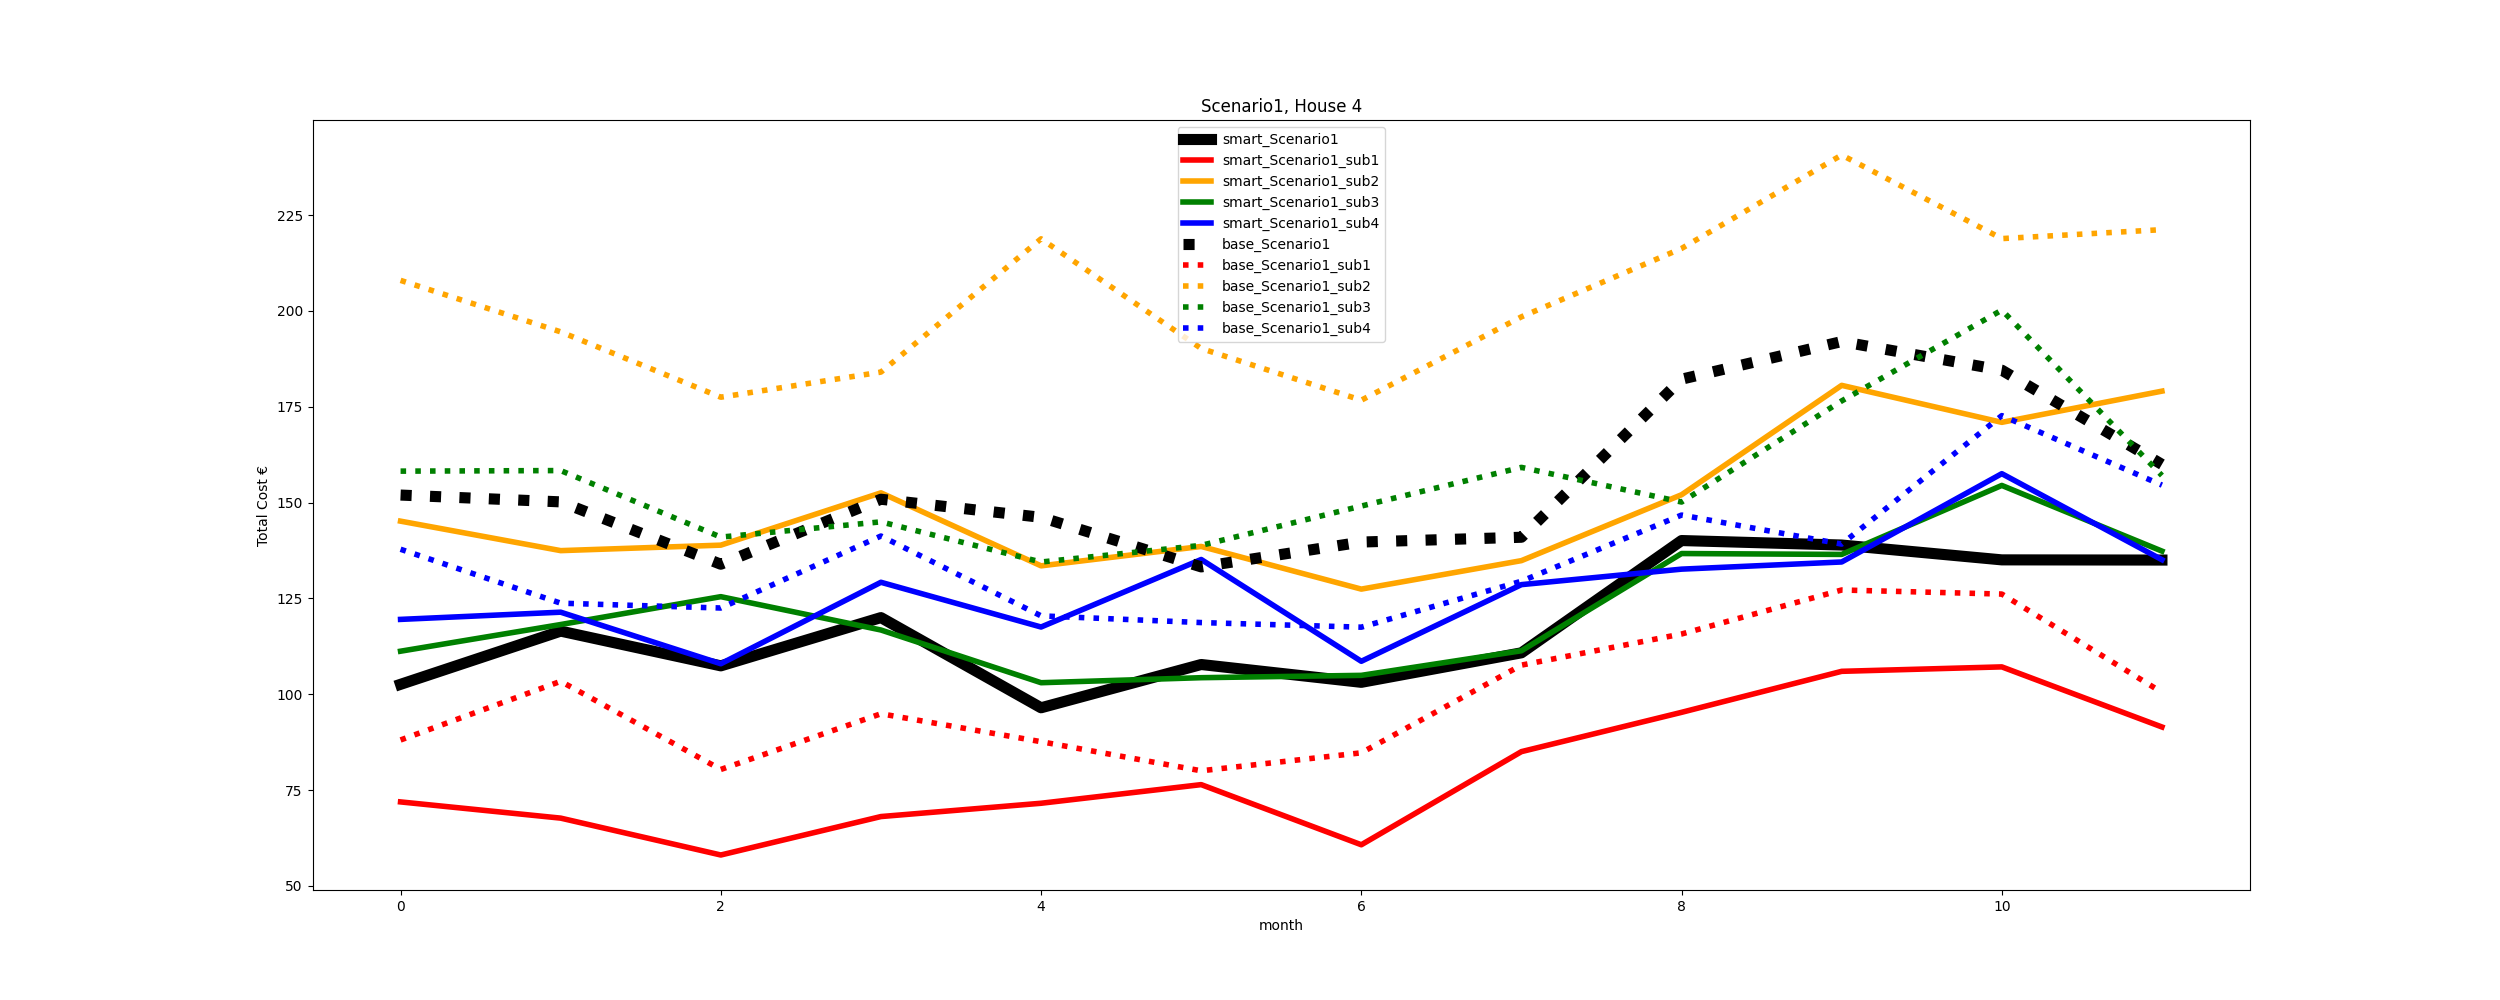 Scenario1, House 4
smart_Scenario1
smart_Scenario1_sub1
smart_Scenario1_sub2
smart_Scenario1_sub3
smart_Scenario1_sub4
base_Scenario1
base_Scenario1_sub1
base_Scenario1_sub2
base_Scenario1_sub3
base_Scenario1_sub4
Total Cost €
225
200
175
150
125
100
75
50
0 2 4 6 8 10
month